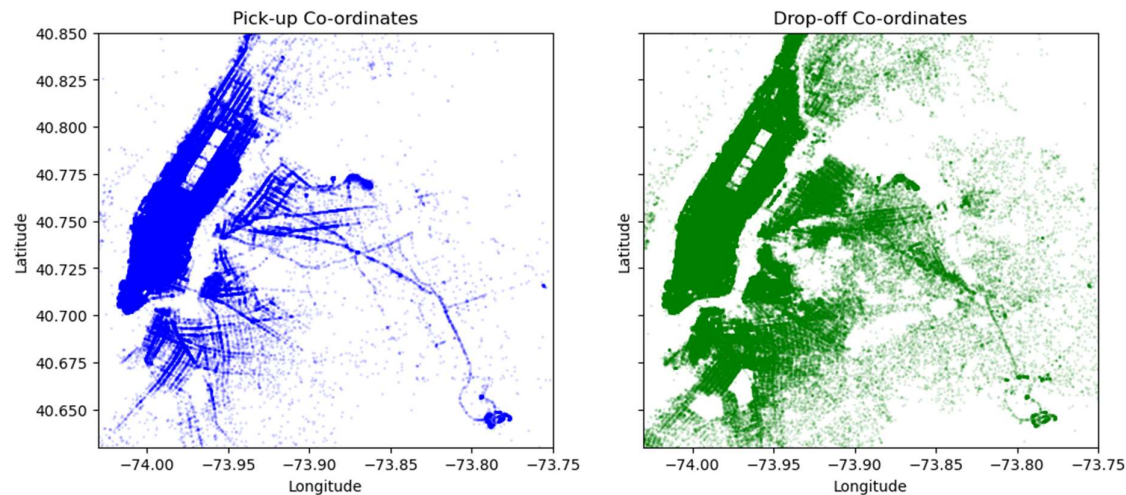 Pick-up Co-ordinates
Drop-off Co-ordinates
40.850
40.825
40.800
40.775
40.750
40.725
40.700
40.675
40.650
Latitude
Latitude
−74.00 −73.95 −73.90 −73.85 −73.80 −73.75
−74.00 −73.95 −73.90 −73.85 −73.80 −73.75
Longitude
Longitude